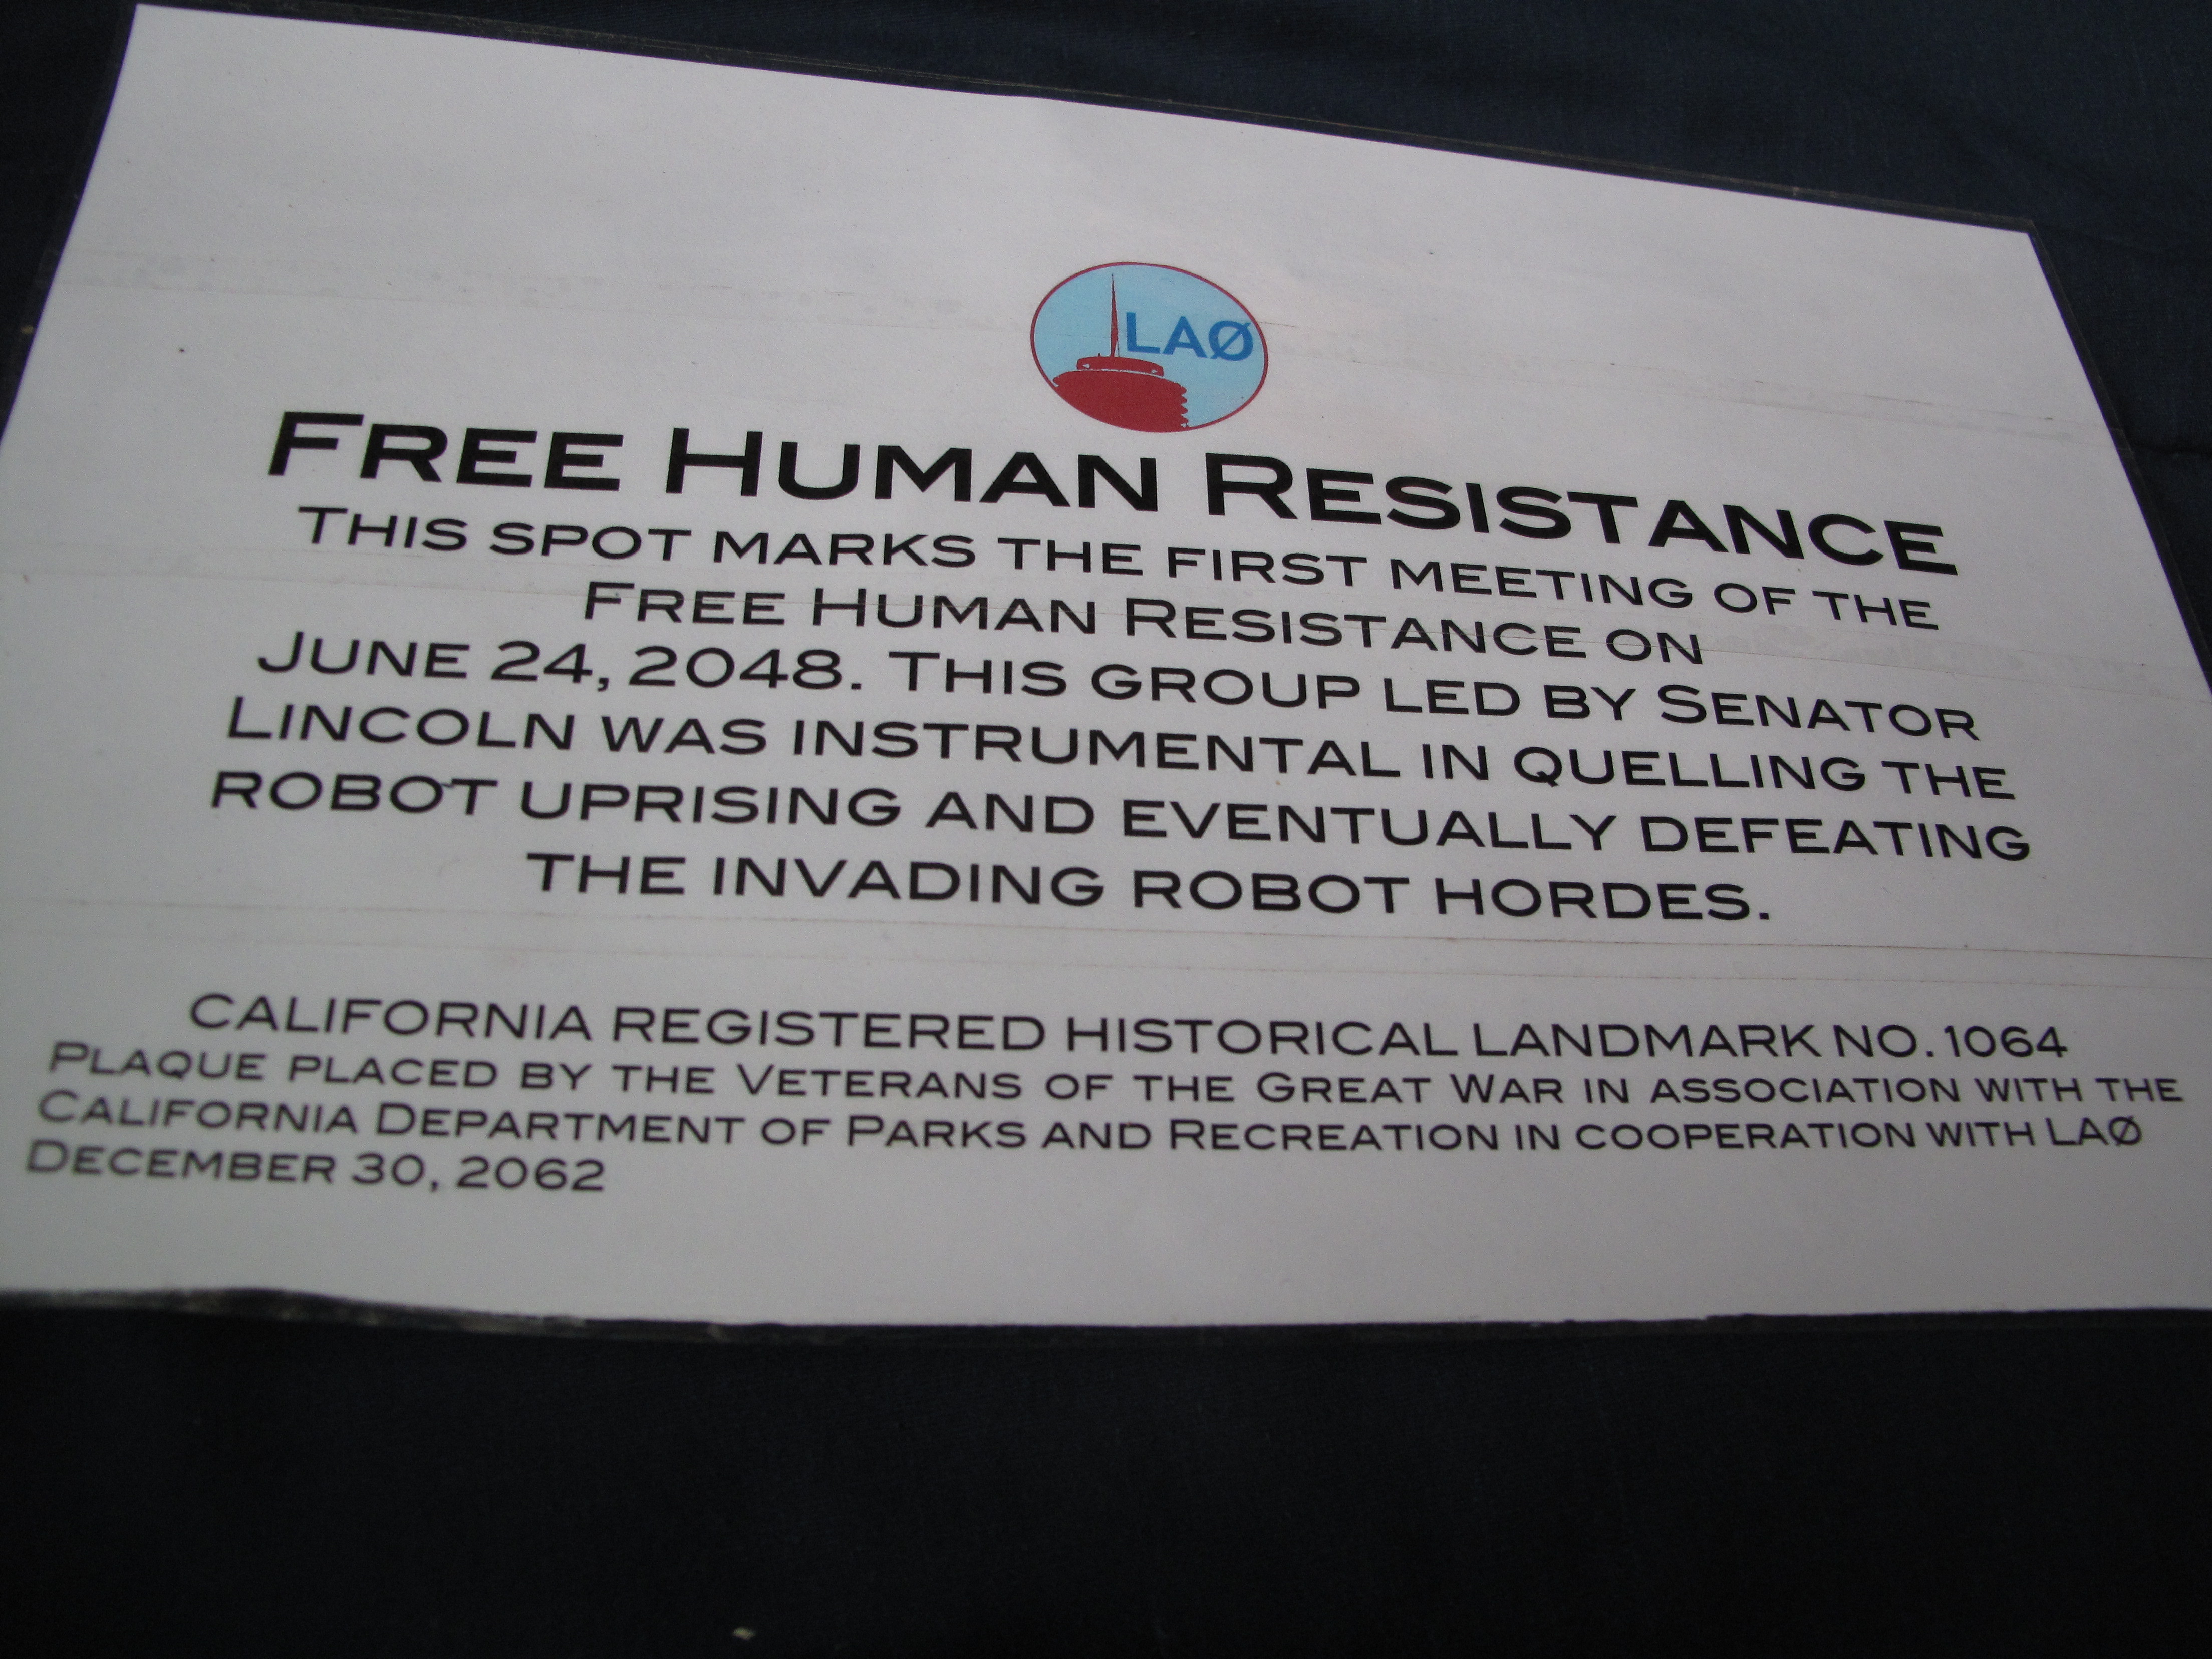 LAØ
FREE HUMAN RESISTANCE
THIS SPOT MARKS THE FIRST MEETING OF THE
FREE HUMAN RESISTANCE ON
JUNE 24, 2048. THIS GROUP LED BY SENATOR
LINCOLN WAS INSTRUMENTAL IN QUELLING THE
ROBOT UPRISING AND EVENTUALLY DEFEATING
THE INVADING ROBOT HORDES.
CALIFORNIA REGISTERED HISTORICAL LANDMARK NO. 1064
PLAQUE PLACED BY THE VETERANS OF THE GREAT WAR IN ASSOCIATION WITH THE
CALIFORNIA DEPARTMENT OF PARKS AND RECREATION IN COOPERATION WITH LAØ
DECEMBER 30, 2062